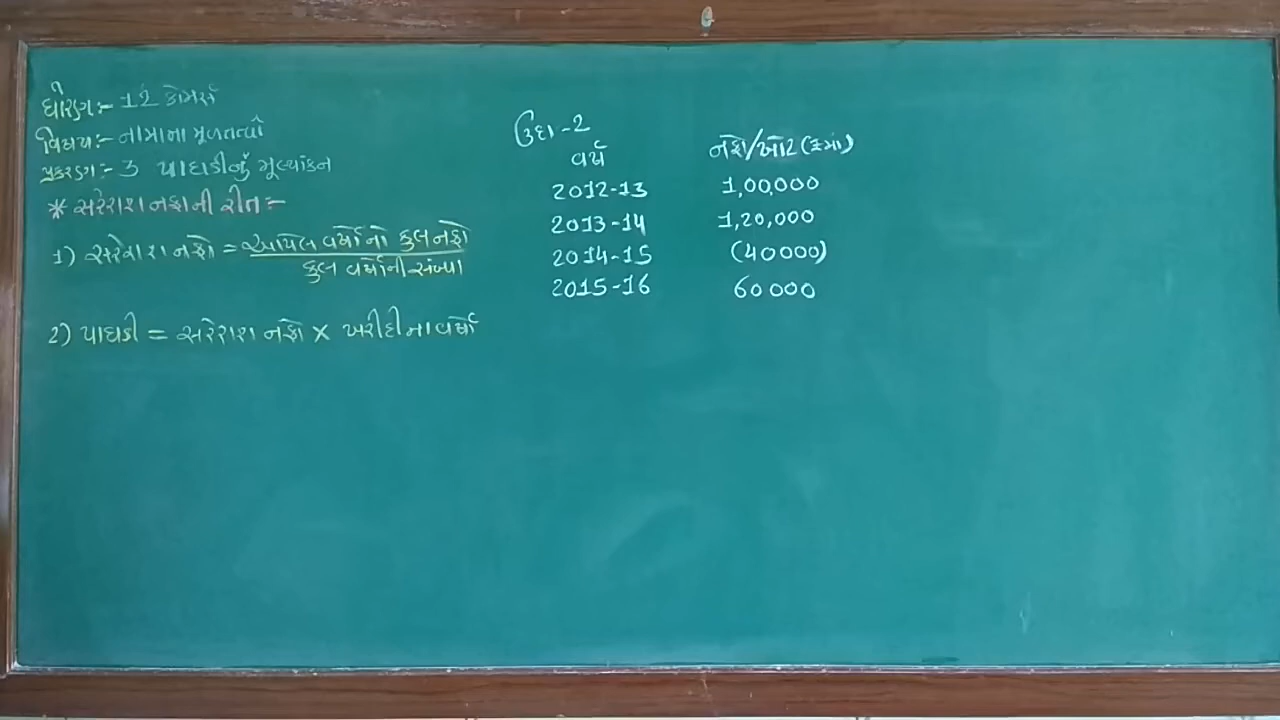 ધોરણ:- 12 કોમર્સ
વિષય:- નામાના મૂળતત્વો
પ્રકરણ:- 3 પાઘડીનું મૂલ્યાંકન
* સરેરાશ નફાની રીત:-
1) સરેરાશ નફો = આપેલ વર્ષોનો કુલ નફો
કુલ વર્ષોની સંખ્યા
2) પાઘડી = સરેરાશ નફો × ખરીદીના વર્ષો
ઉદા-2
વર્ષ નફો/ખોટ (રૂ.માં)
2012-13 1,00,000
2013-14 1,20,000
2014-15 (40000)
2015-16 60000